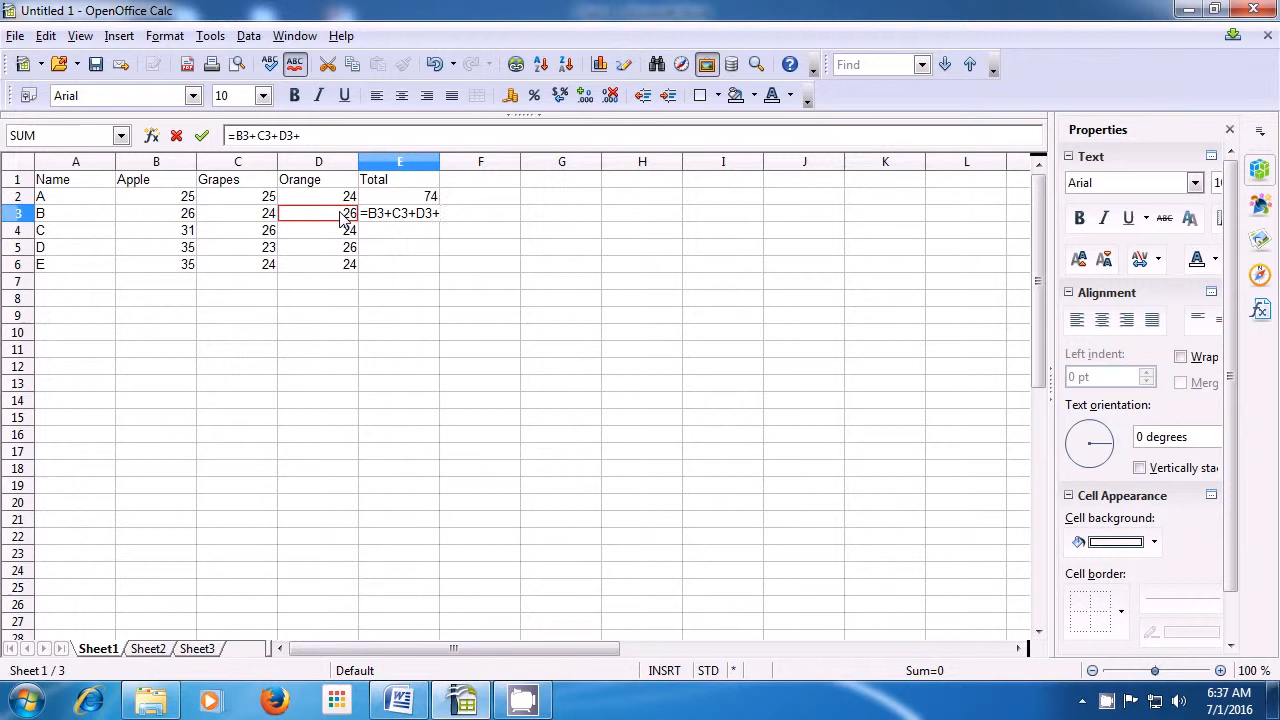 Untitled 1 - OpenOffice Calc
File Edit View Insert Format Tools Data Window Help
Find
Arial 10
SUM =B3+C3+D3+
A B C D E F G H I J K L
1 Name Apple Grapes Orange Total
2 A 25 25 24 74
3 B 26 24 26 =B3+C3+D3+
4 C 31 26 24
5 D 35 23 26
6 E 35 24 24
7
8
9
10
11
12
13
14
15
16
17
18
19
20
21
22
23
24
25
26
27
28
Properties
Text
Arial
Alignment
Left indent: Wrap
0 pt Merg
Text orientation:
0 degrees
Vertically sta
Cell Appearance
Cell background:
Cell border:
Sheet1 Sheet2 Sheet3
Sheet 1 / 3 Default INSRT STD * Sum=0 100 %
6:37 AM
7/1/2016